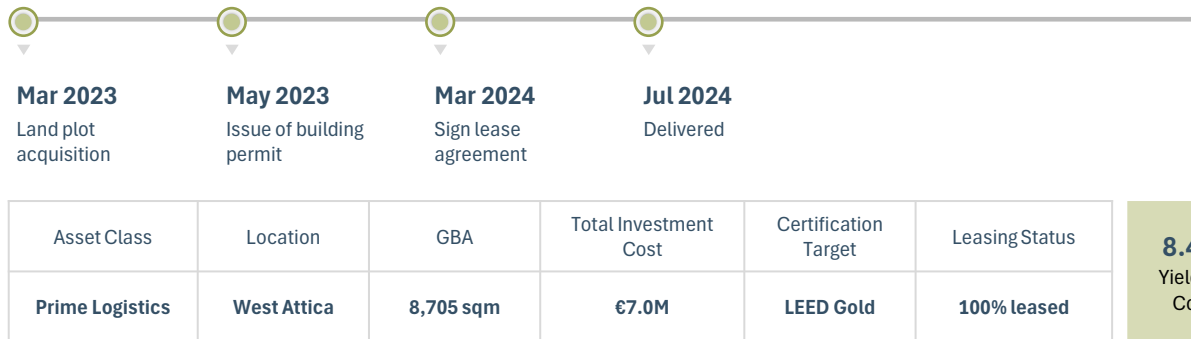 Mar 2023
Land plot
acquisition
May 2023
Issue of building
permit
Mar 2024
Sign lease
agreement
Jul 2024
Delivered
Asset Class
Location
GBA
Total Investment
Cost
Certification
Target
Leasing Status
Prime Logistics
West Attica
8,705 sqm
€7.0M
LEED Gold
100% leased